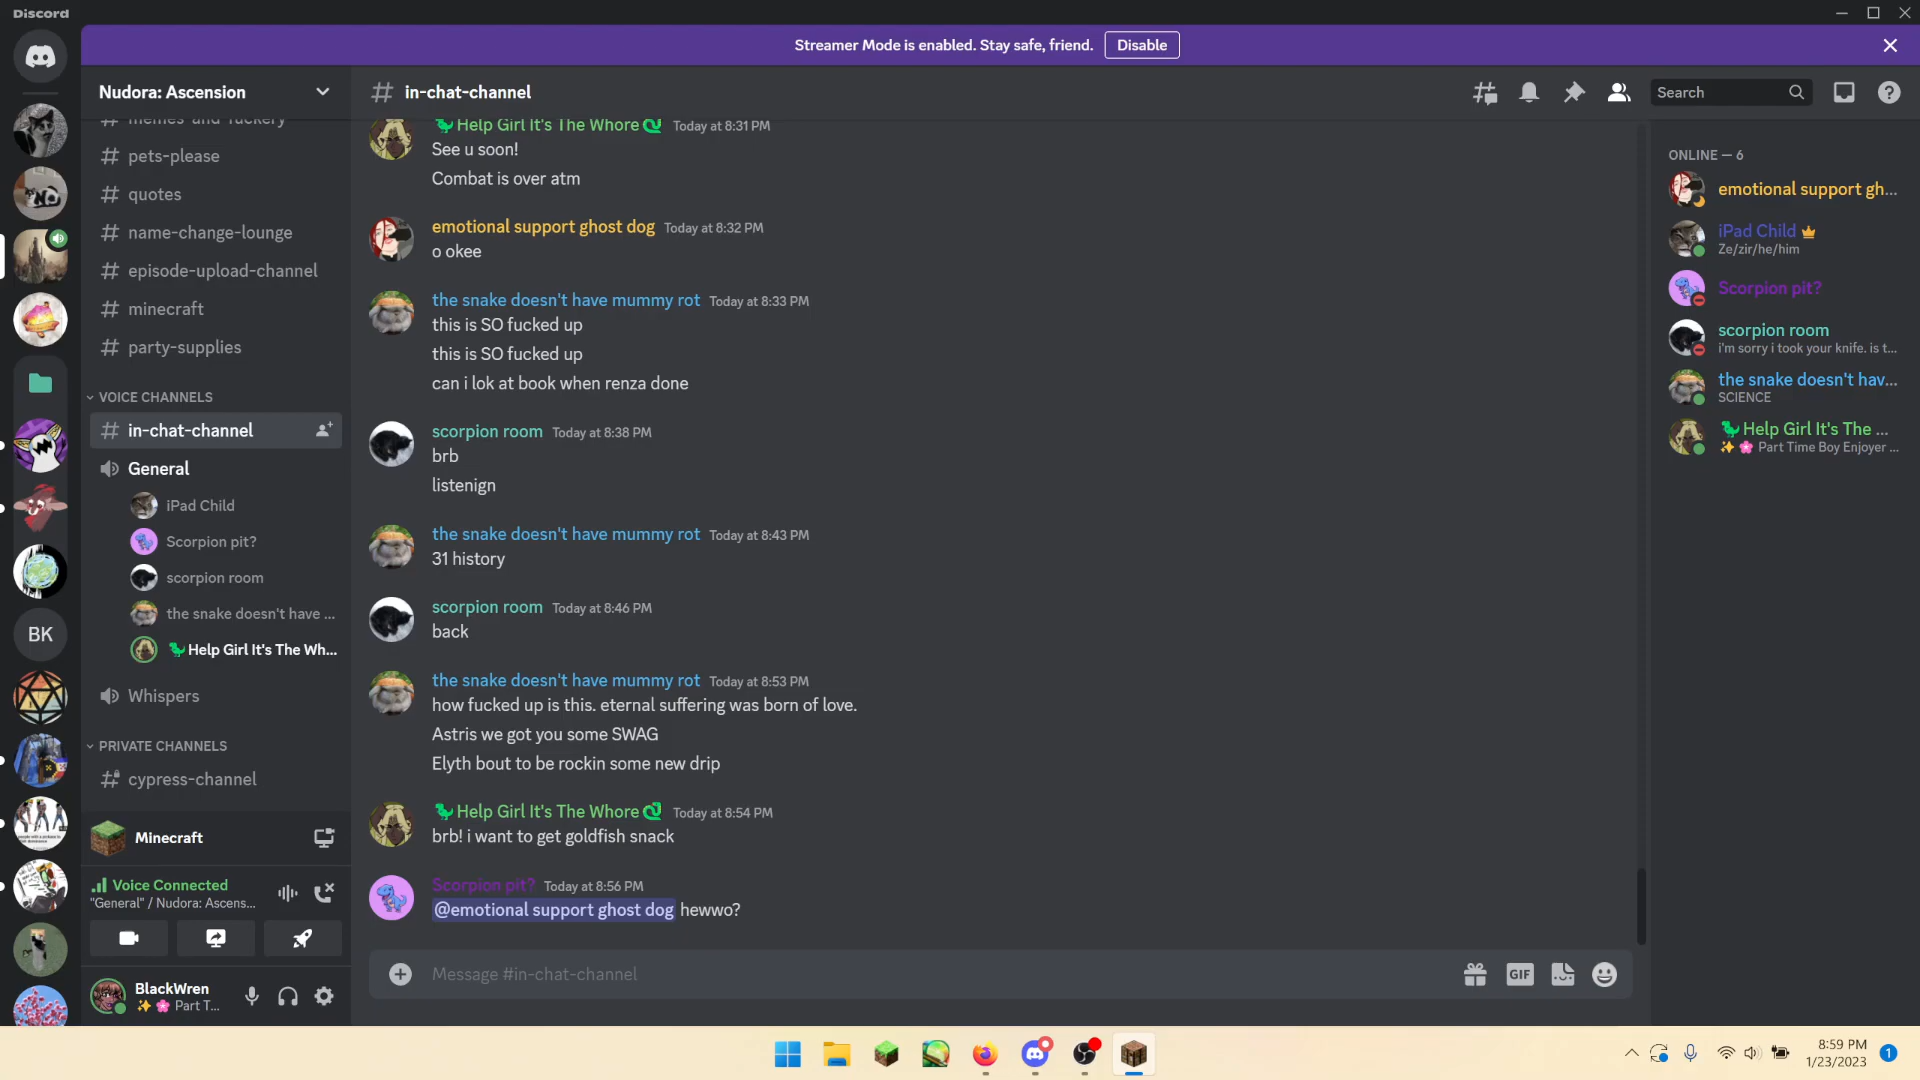 Discord
Streamer Mode is enabled. Stay safe, friend.
Disable
Nudora: Ascension
# pets-please
# quotes
# name-change-lounge
# episode-upload-channel
# minecraft
# party-supplies
VOICE CHANNELS
# in-chat-channel
General
iPad Child
Scorpion pit?
scorpion room
the snake doesn't have ...
Help Girl It's The Wh...
Whispers
PRIVATE CHANNELS
# cypress-channel
BK
Minecraft
Voice Connected
"General" / Nudora: Ascens...
BlackWren
✨ 🌸 Part T...
# in-chat-channel
Search
🦖Help Girl It's The Whore Today at 8:31 PM
See u soon!
Combat is over atm
emotional support ghost dog Today at 8:32 PM
o okee
the snake doesn't have mummy rot Today at 8:33 PM
this is SO fucked up
this is SO fucked up
can i lok at book when renza done
scorpion room Today at 8:38 PM
brb
listenign
the snake doesn't have mummy rot Today at 8:43 PM
31 history
scorpion room Today at 8:46 PM
back
the snake doesn't have mummy rot Today at 8:53 PM
how fucked up is this. eternal suffering was born of love.
Astris we got you some SWAG
Elyth bout to be rockin some new drip
🦖Help Girl It's The Whore Today at 8:54 PM
brb! i want to get goldfish snack
Scorpion pit? Today at 8:56 PM
@emotional support ghost dog hewwo?
Message #in-chat-channel
GIF
ONLINE — 6
emotional support gh...
iPad Child
Ze/zir/he/him
Scorpion pit?
scorpion room
i'm sorry i took your knife. is t...
the snake doesn't hav...
SCIENCE
🦖Help Girl It's The ...
✨ 🌸 Part Time Boy Enjoyer ...
8:59 PM
1/23/2023
1